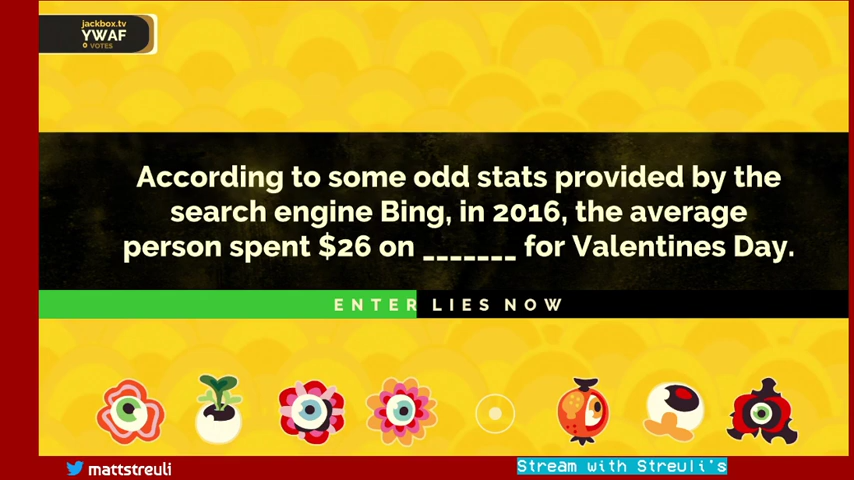 jackbox.tv
YWAF
0 VOTES
According to some odd stats provided by the
search engine Bing, in 2016, the average
person spent $26 on _______ for Valentines Day.
ENTER LIES NOW
mattstreuli
Stream with Streuli's